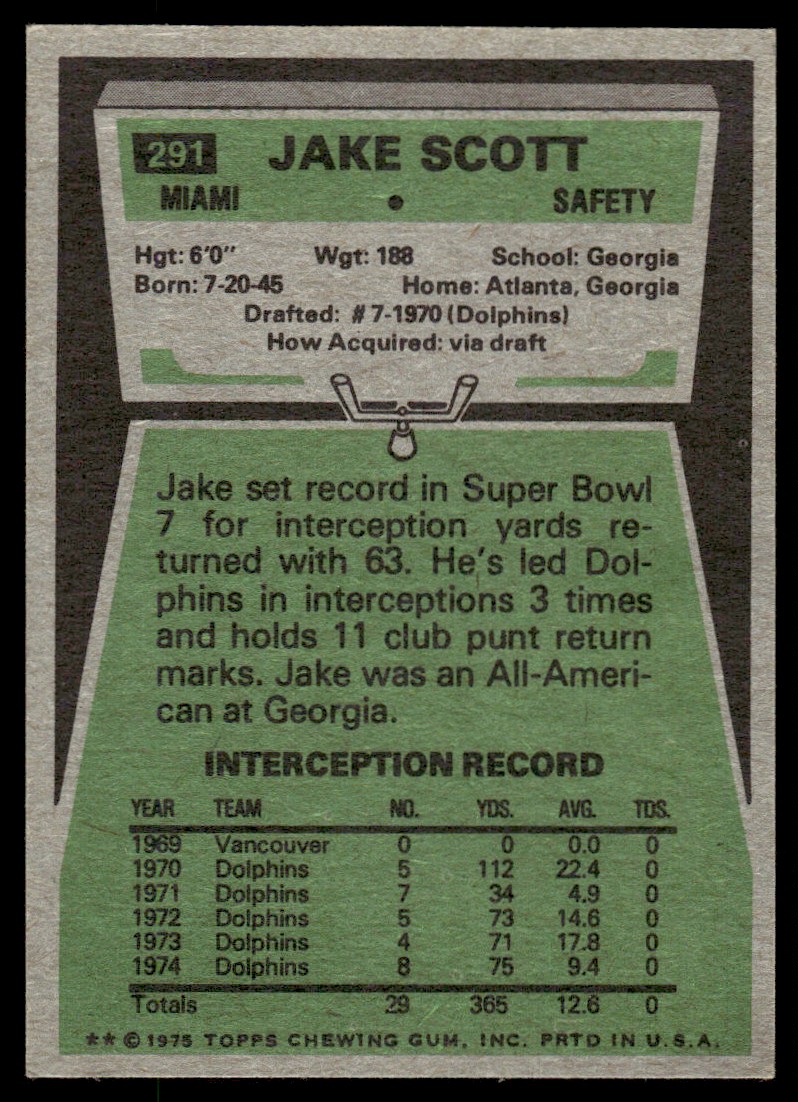 291 JAKE SCOTT
MIAMI • SAFETY
Hgt: 6'0" Wgt: 188 School: Georgia
Born: 7-20-45 Home: Atlanta, Georgia
Drafted: #7-1970 (Dolphins)
How Acquired: via draft
Jake set record in Super Bowl
7 for interception yards re-
turned with 63. He's led Dol-
phins in interceptions 3 times
and holds 11 club punt return
marks. Jake was an All-Ameri-
can at Georgia.
INTERCEPTION RECORD
YEAR TEAM NO. YDS. AVG. TDS.
1969 Vancouver 0 0 0.0 0
1970 Dolphins 5 112 22.4 0
1971 Dolphins 7 34 4.9 0
1972 Dolphins 5 73 14.6 0
1973 Dolphins 4 71 17.8 0
1974 Dolphins 8 75 9.4 0
Totals 29 365 12.6 0
** © 1975 TOPPS CHEWING GUM, INC. PRTD IN U.S.A.